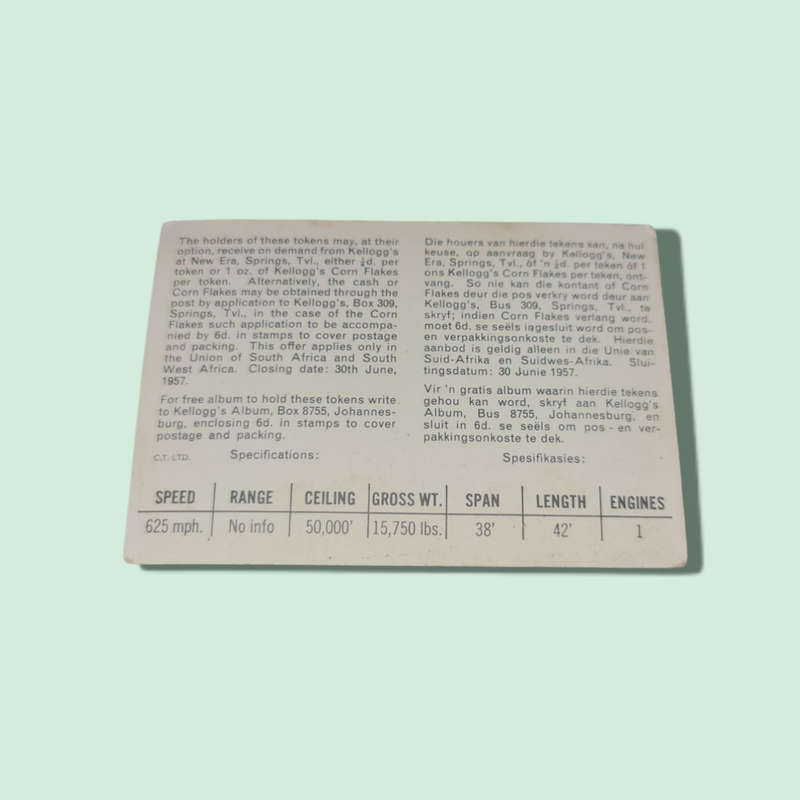 The holders of these tokens may, at their
option, receive on demand from Kellogg's
at New Era, Springs, Tvl., either ¼d. per
token or 1 oz. of Kellogg's Corn Flakes
per token. Alternatively, the cash or
Corn Flakes may be obtained through the
post by application to Kellogg's, Box 309,
Springs, Tvl., in the case of the Corn
Flakes such application to be accompa-
nied by 6d. in stamps to cover postage
and packing. This offer applies only in
the Union of South Africa and South
West Africa. Closing date: 30th June,
1957.
For free album to hold these tokens write
to Kellogg's Album, Box 8755, Johannes-
burg, enclosing 6d. in stamps to cover
postage and packing.
C.T. LTD.
Specifications:
Die houers van hierdie tekens kan, na hul
keuse, op aanvraag by Kellogg's, New
Era, Springs, Tvl., óf 'n ¼d. per teken óf 1
ons Kellogg's Corn Flakes per teken, ont-
vang. So nie kan die kontant of Corn
Flakes deur die pos verkry word deur aan
Kellogg's, Bus 309, Springs, Tvl., te
skryf; indien Corn Flakes verlang word,
moet 6d. se seëls ingesluit word om pos-
en verpakkingsonkoste te dek. Hierdie
aanbod is geldig alleen in die Unie van
Suid-Afrika en Suidwes-Afrika. Slui-
tingsdatum: 30 Junie 1957.
Vir 'n gratis album waarin hierdie tekens
gehou kan word, skryf aan Kellogg's
Album, Bus 8755, Johannesburg, en
sluit in 6d. se seëls om pos - en ver-
pakkingsonkoste te dek.
Spesifikasies:
SPEED RANGE CEILING GROSS WT. SPAN LENGTH ENGINES
625 mph. No info 50,000' 15,750 lbs. 38' 42' 1